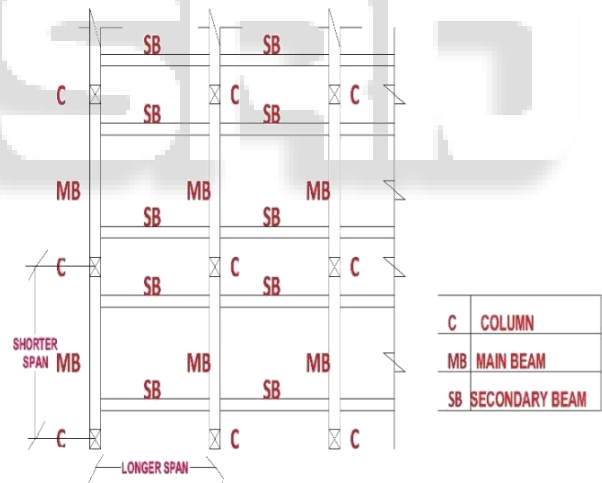 SB SB
C C C
SB SB
MB MB MB
SB SB
C C C
SB SB
SHORTER
SPAN MB MB MB
SB SB
C C C
LONGER SPAN
C COLUMN
MB MAIN BEAM
SB SECONDARY BEAM